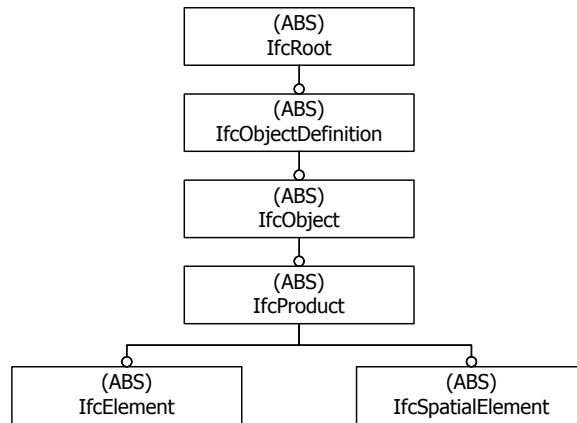 (ABS)
IfcRoot
(ABS)
IfcObjectDefinition
(ABS)
IfcObject
(ABS)
IfcProduct
(ABS)
IfcElement
(ABS)
IfcSpatialElement